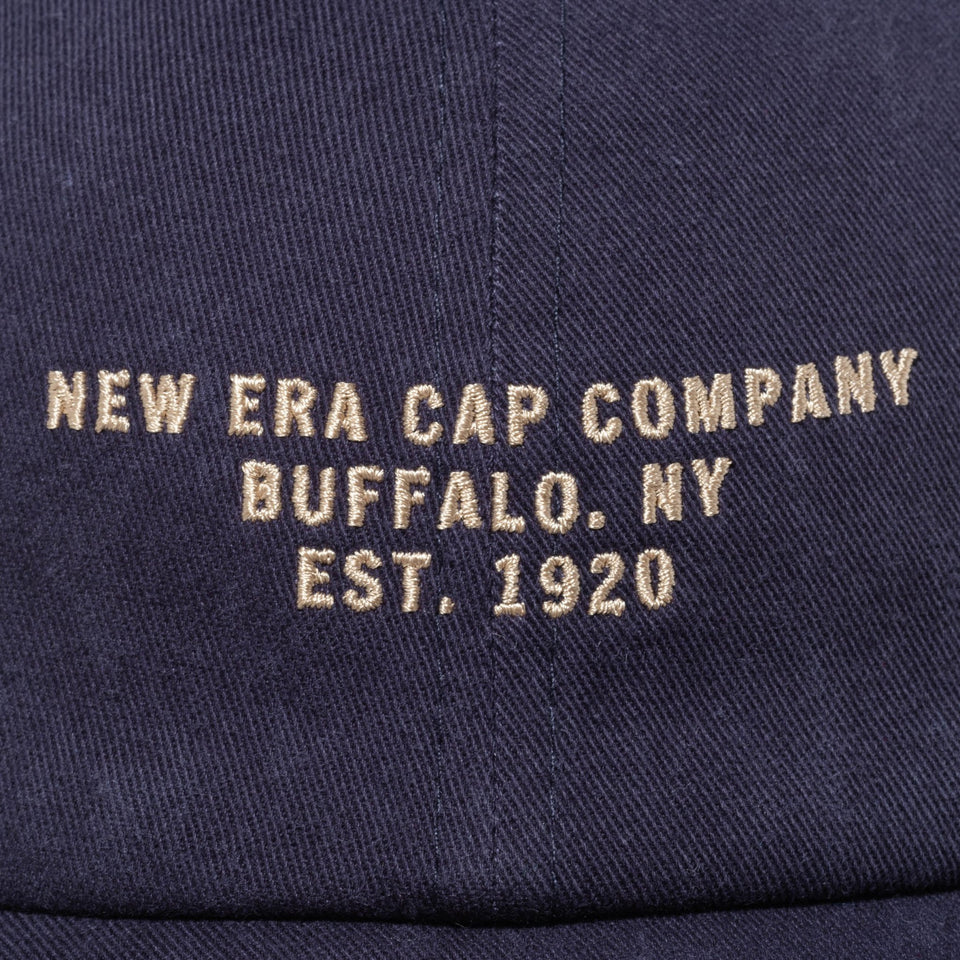 NEW ERA CAP COMPANY
BUFFALO. NY
EST. 1920